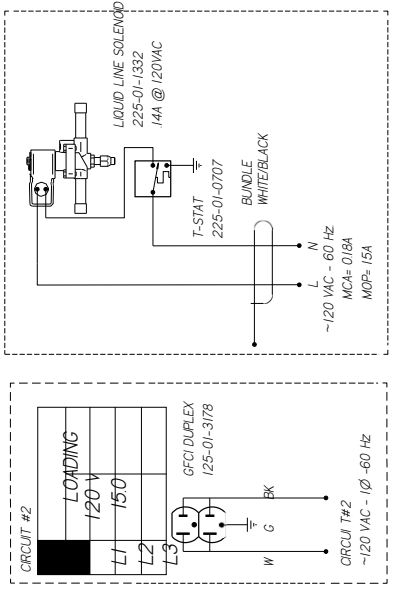 LIQUID LINE SOLENOID
225-01-1332
.14A @ 120VAC
T-STAT
225-01-0707
BUNDLE
WHITE/BLACK
L
N
~120 VAC - 60 Hz
MCA= 0.18A
MOP= 15A
CIRCUIT #2
LOADING
120 V
L1 15.0
L2
L3
GFCI DUPLEX
125-01-3178
W G BK
CIRCUI T#2
~120 VAC - 1Ø -60 Hz